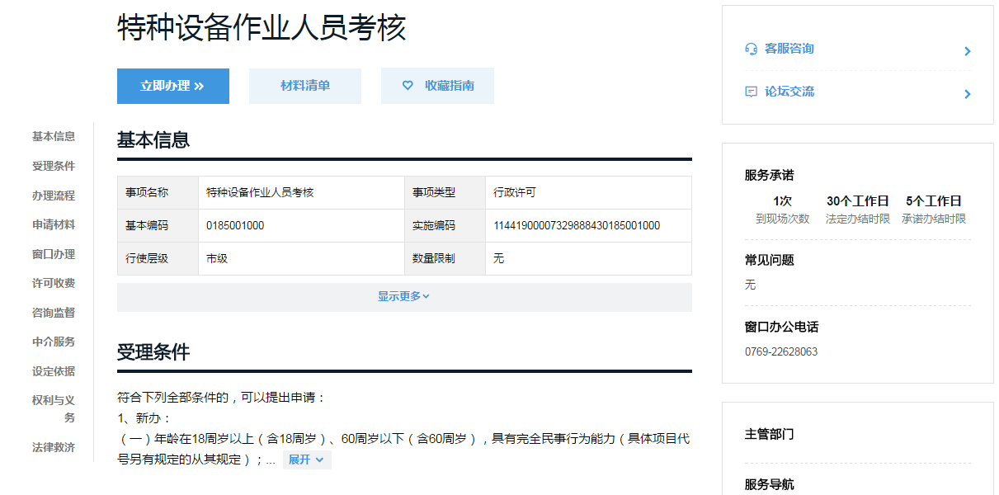 特种设备作业人员考核
立即办理 »
材料清单
收藏指南
基本信息
受理条件
办理流程
申请材料
窗口办理
许可收费
咨询监督
中介服务
设定依据
权利与义
务
法律救济
基本信息
事项名称 特种设备作业人员考核 事项类型 行政许可
基本编码 0185001000 实施编码 11441900007329888430185001000
行使层级 市级 数量限制 无
显示更多
受理条件
符合下列全部条件的，可以提出申请：
1、新办：
（一）年龄在18周岁以上（含18周岁）、60周岁以下（含60周岁），具有完全民事行为能力（具体项目代
号另有规定的从其规定）；... 展开
客服咨询
论坛交流
服务承诺
1次 30个工作日 5个工作日
到现场次数 法定办结时限 承诺办结时限
常见问题
无
窗口办公电话
0769-22628063
主管部门
服务导航